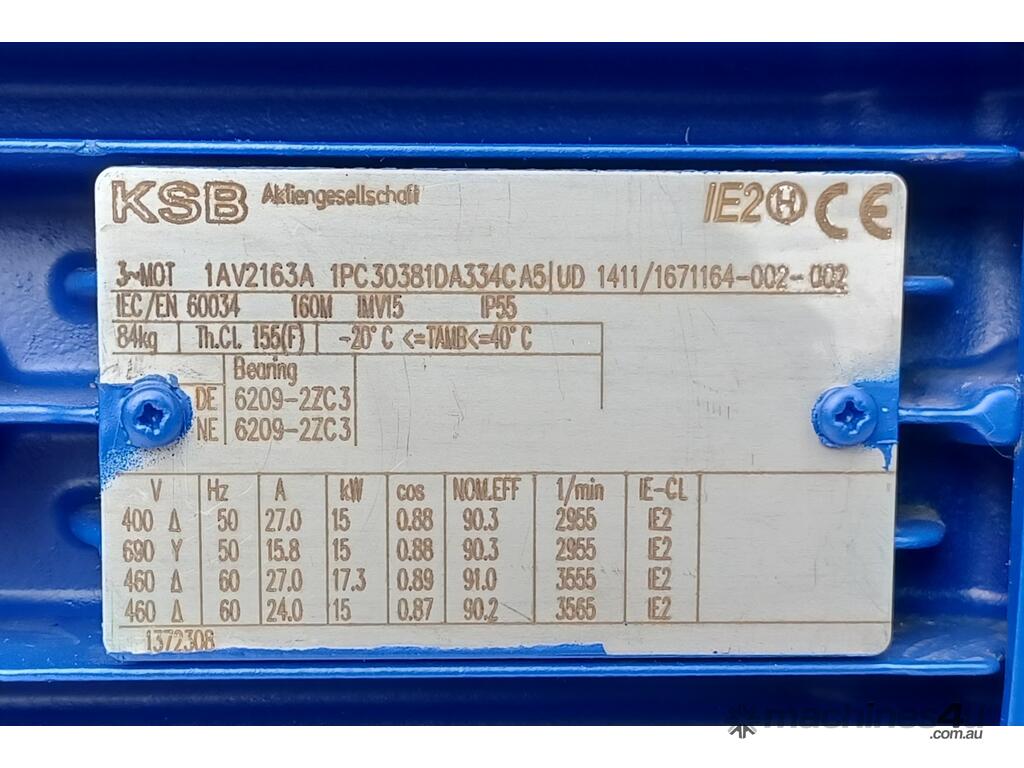 KSB Aktiengesellschaft IE2 H CE
3~MOT 1AV2163A 1PC30381DA334CA5 UD 1411/1671164-002-002
IEC/EN 60034 160M IMV15 IP55
84kg Th.Cl. 155(F) -20°C <=TAMB<=40°C
Bearing
DE 6209-2ZC3
NE 6209-2ZC3
V Hz A kW cos NOM.EFF 1/min IE-CL
400 Δ 50 27.0 15 0.88 90.3 2955 IE2
690 Y 50 15.8 15 0.88 90.3 2955 IE2
460 Δ 60 27.0 17.3 0.89 91.0 3555 IE2
460 Δ 60 24.0 15 0.87 90.2 3565 IE2
1372308
machines4u
.com.au